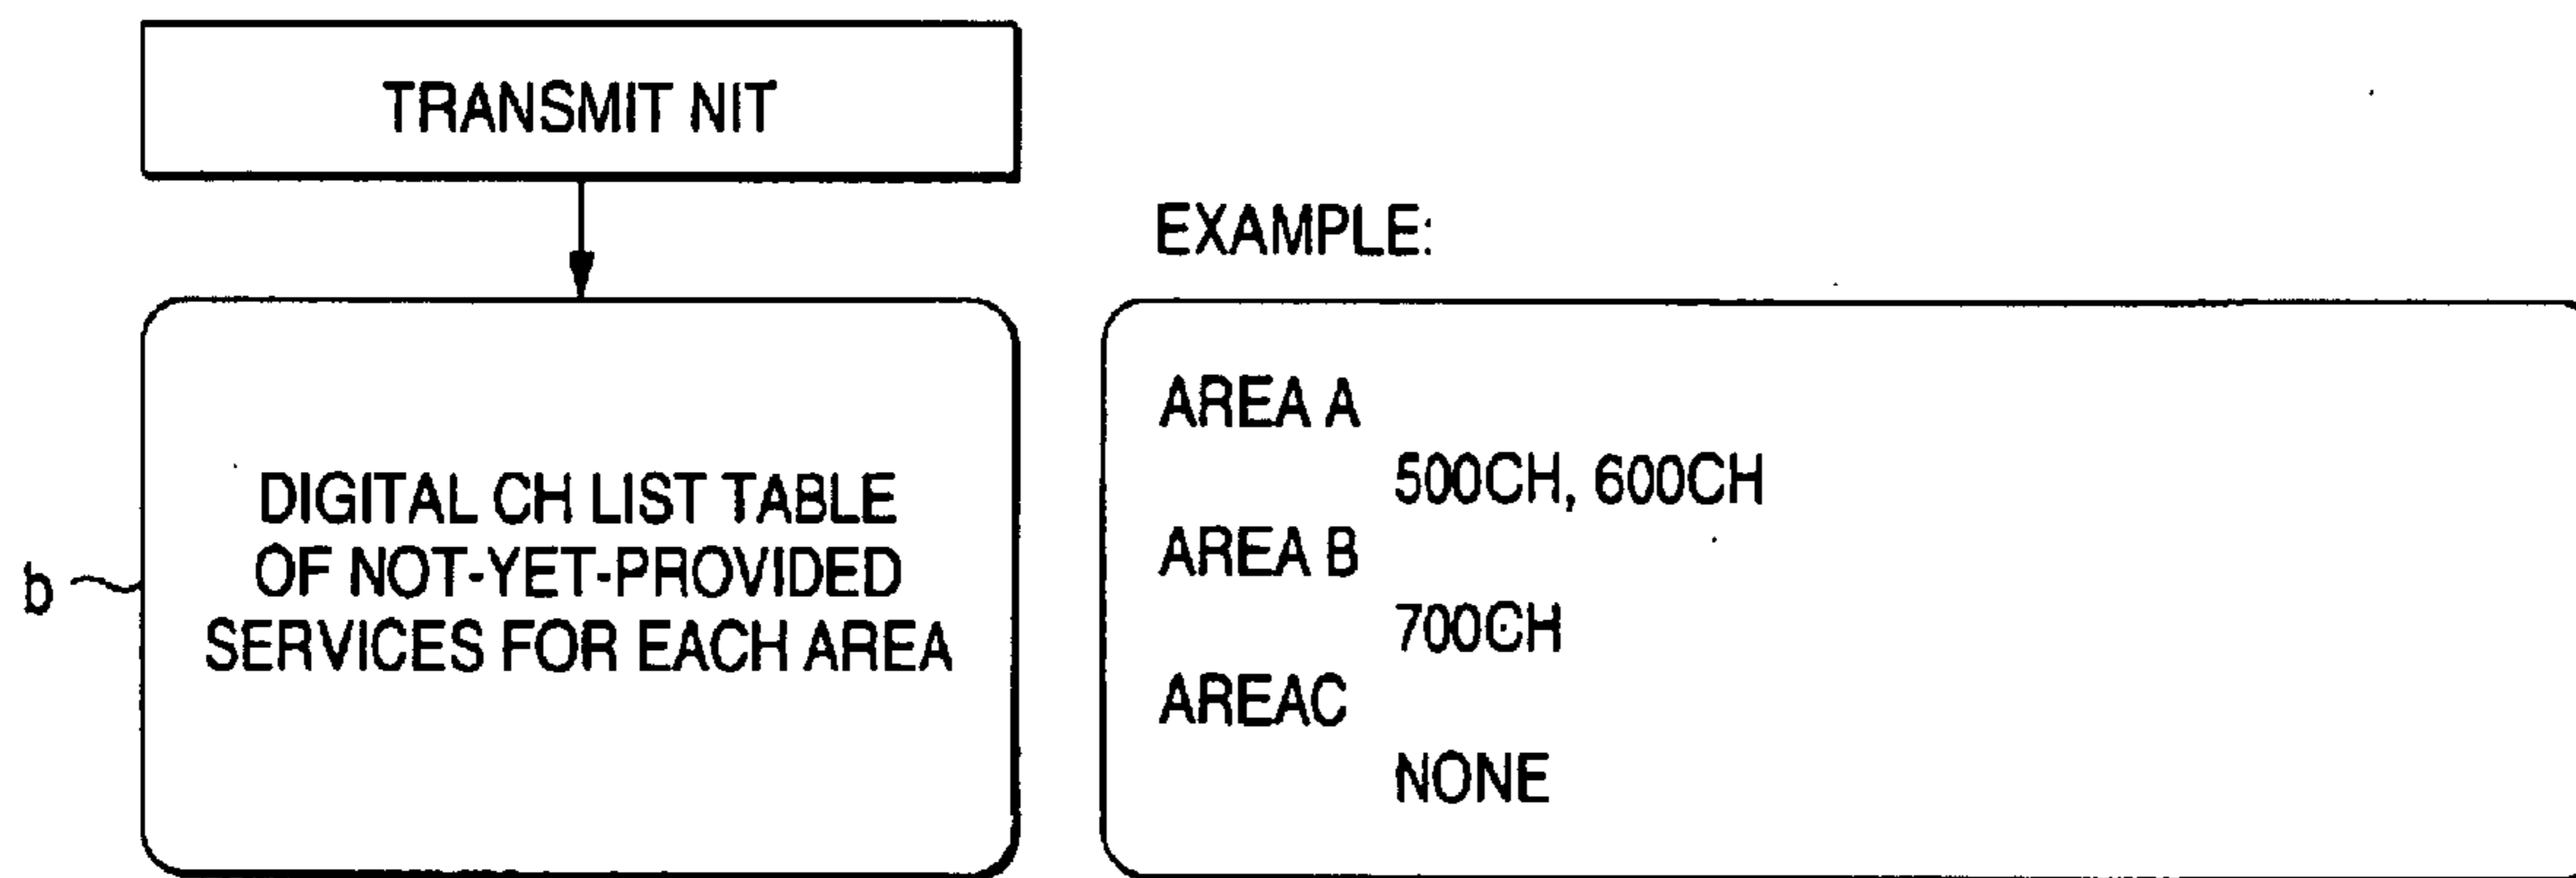 TRANSMIT NIT
EXAMPLE:
b
DIGITAL CH LIST TABLE
OF NOT-YET-PROVIDED
SERVICES FOR EACH AREA
AREA A
500CH, 600CH
AREA B
700CH
AREAC
NONE